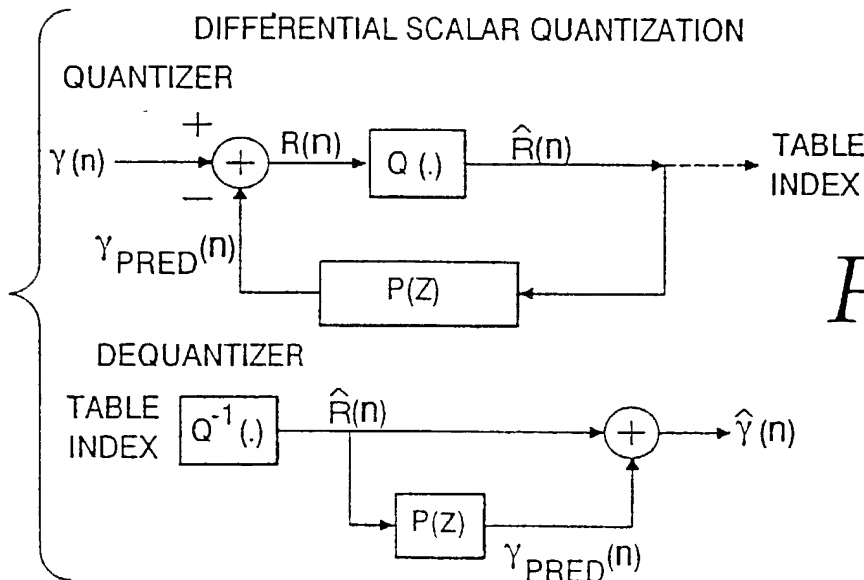 DIFFERENTIAL SCALAR QUANTIZATION
QUANTIZER
+
γ(n) + R(n) Q(.) R̂(n) TABLE
INDEX
−
γPRED(n) P(Z)
F
DEQUANTIZER
TABLE
INDEX Q⁻¹(.) R̂(n) + γ̂(n)
P(Z) γPRED(n)